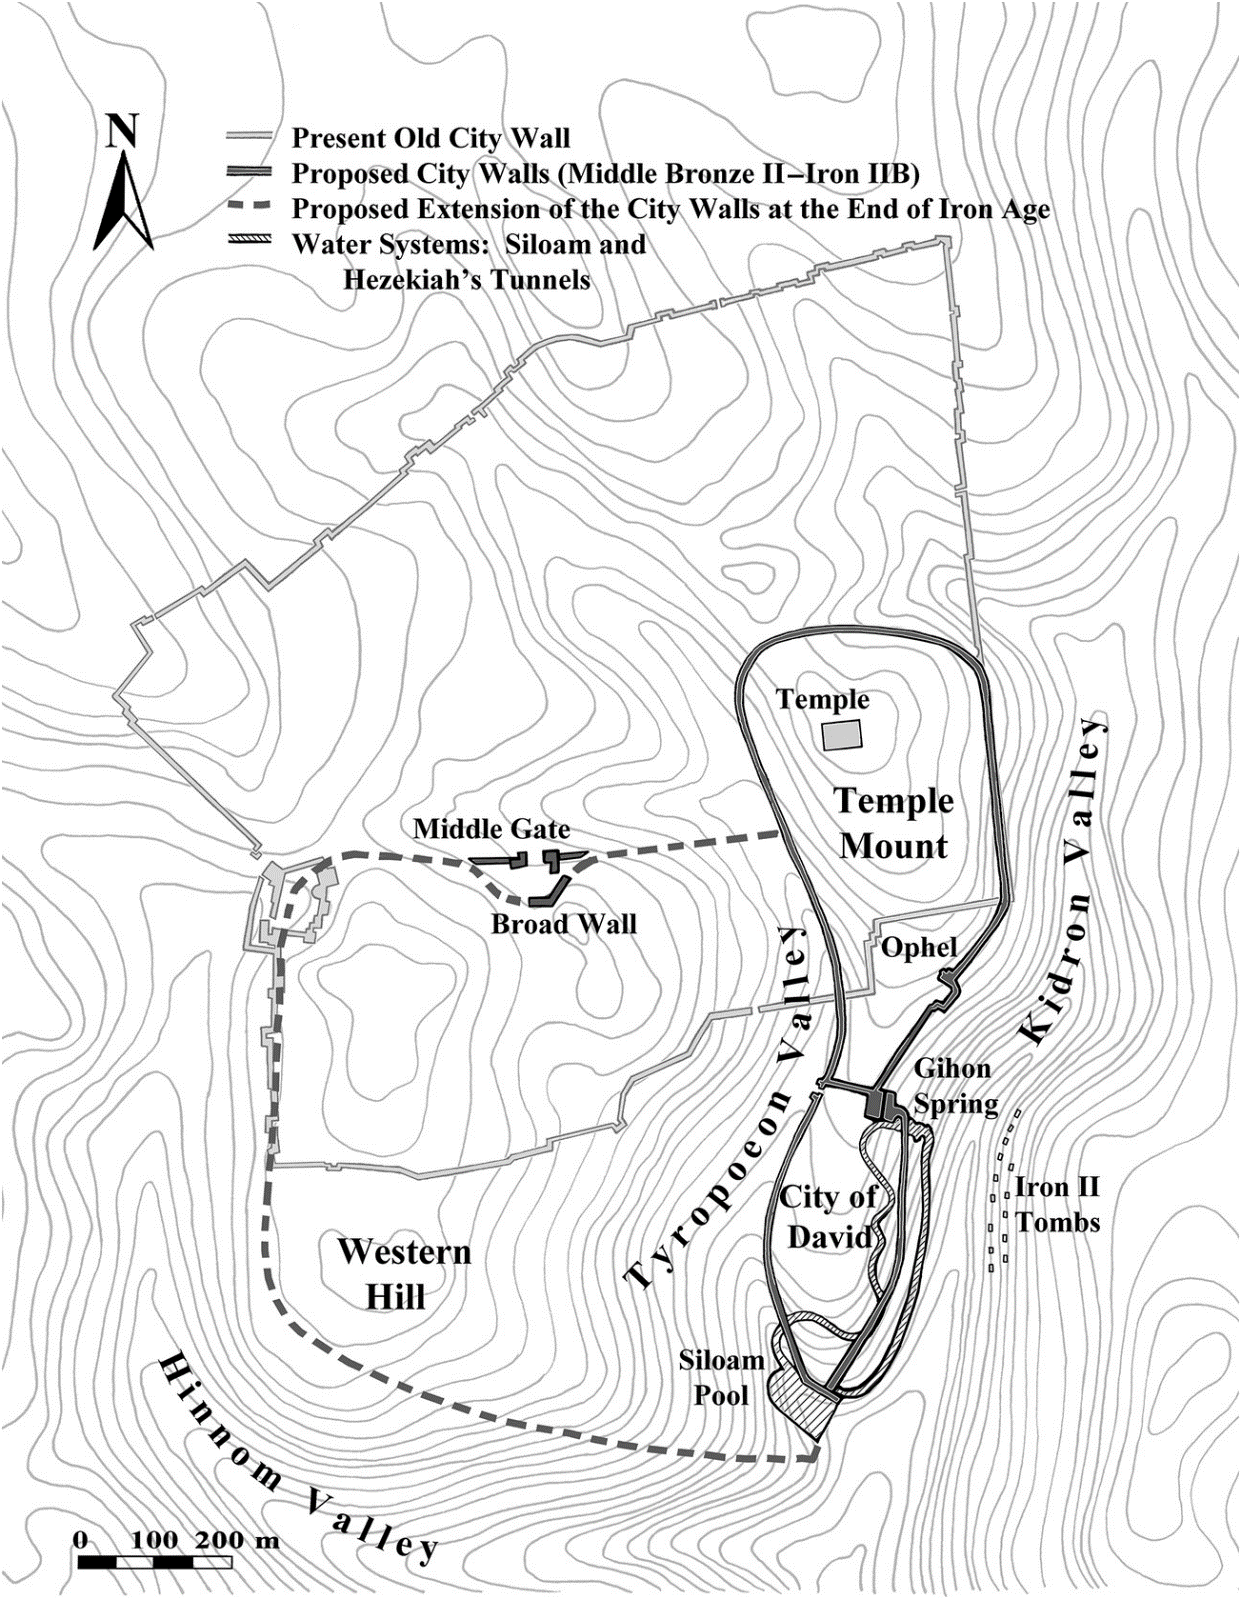 N
Present Old City Wall
Proposed City Walls (Middle Bronze II–Iron IIB)
Proposed Extension of the City Walls at the End of Iron Age
Water Systems: Siloam and
Hezekiah's Tunnels
Temple
Temple
Mount
Kidron Valley
Middle Gate
Broad Wall
Ophel
Tyropoeon Valley
Gihon
Spring
City of
David
Iron II
Tombs
Western
Hill
Siloam
Pool
Hinnom Valley
0 100 200 m